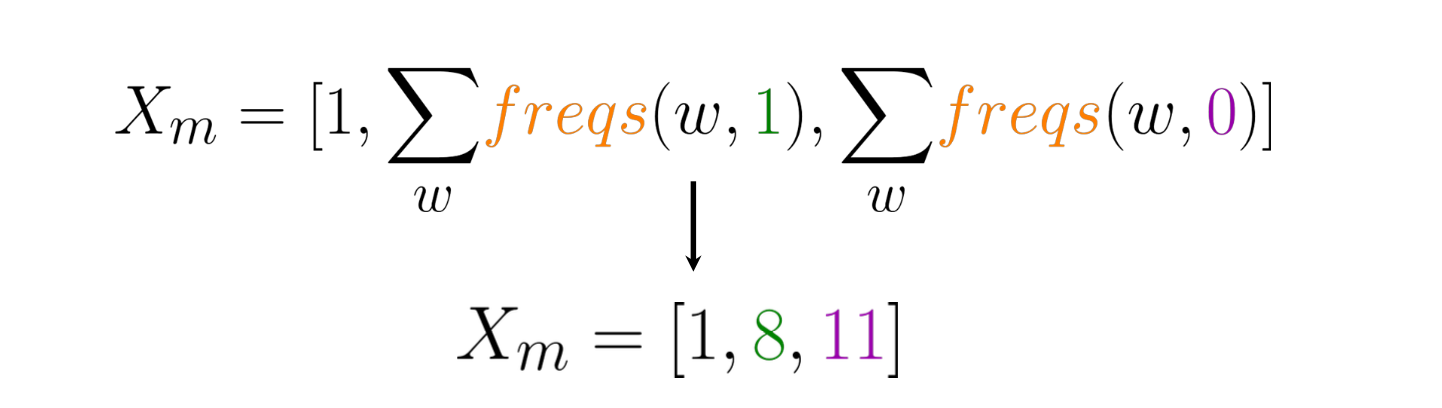 X_m = [1, ∑_w freqs(w, 1), ∑_w freqs(w, 0)]
X_m = [1, 8, 11]